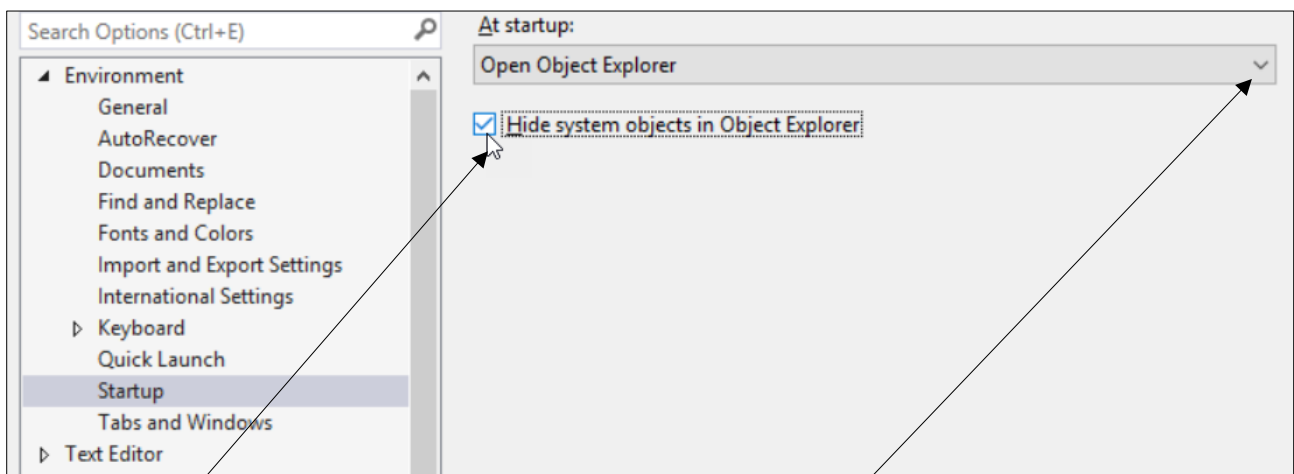 Search Options (Ctrl+E)
Environment
General
AutoRecover
Documents
Find and Replace
Fonts and Colors
Import and Export Settings
International Settings
Keyboard
Quick Launch
Startup
Tabs and Windows
Text Editor
At startup:
Open Object Explorer
Hide system objects in Object Explorer